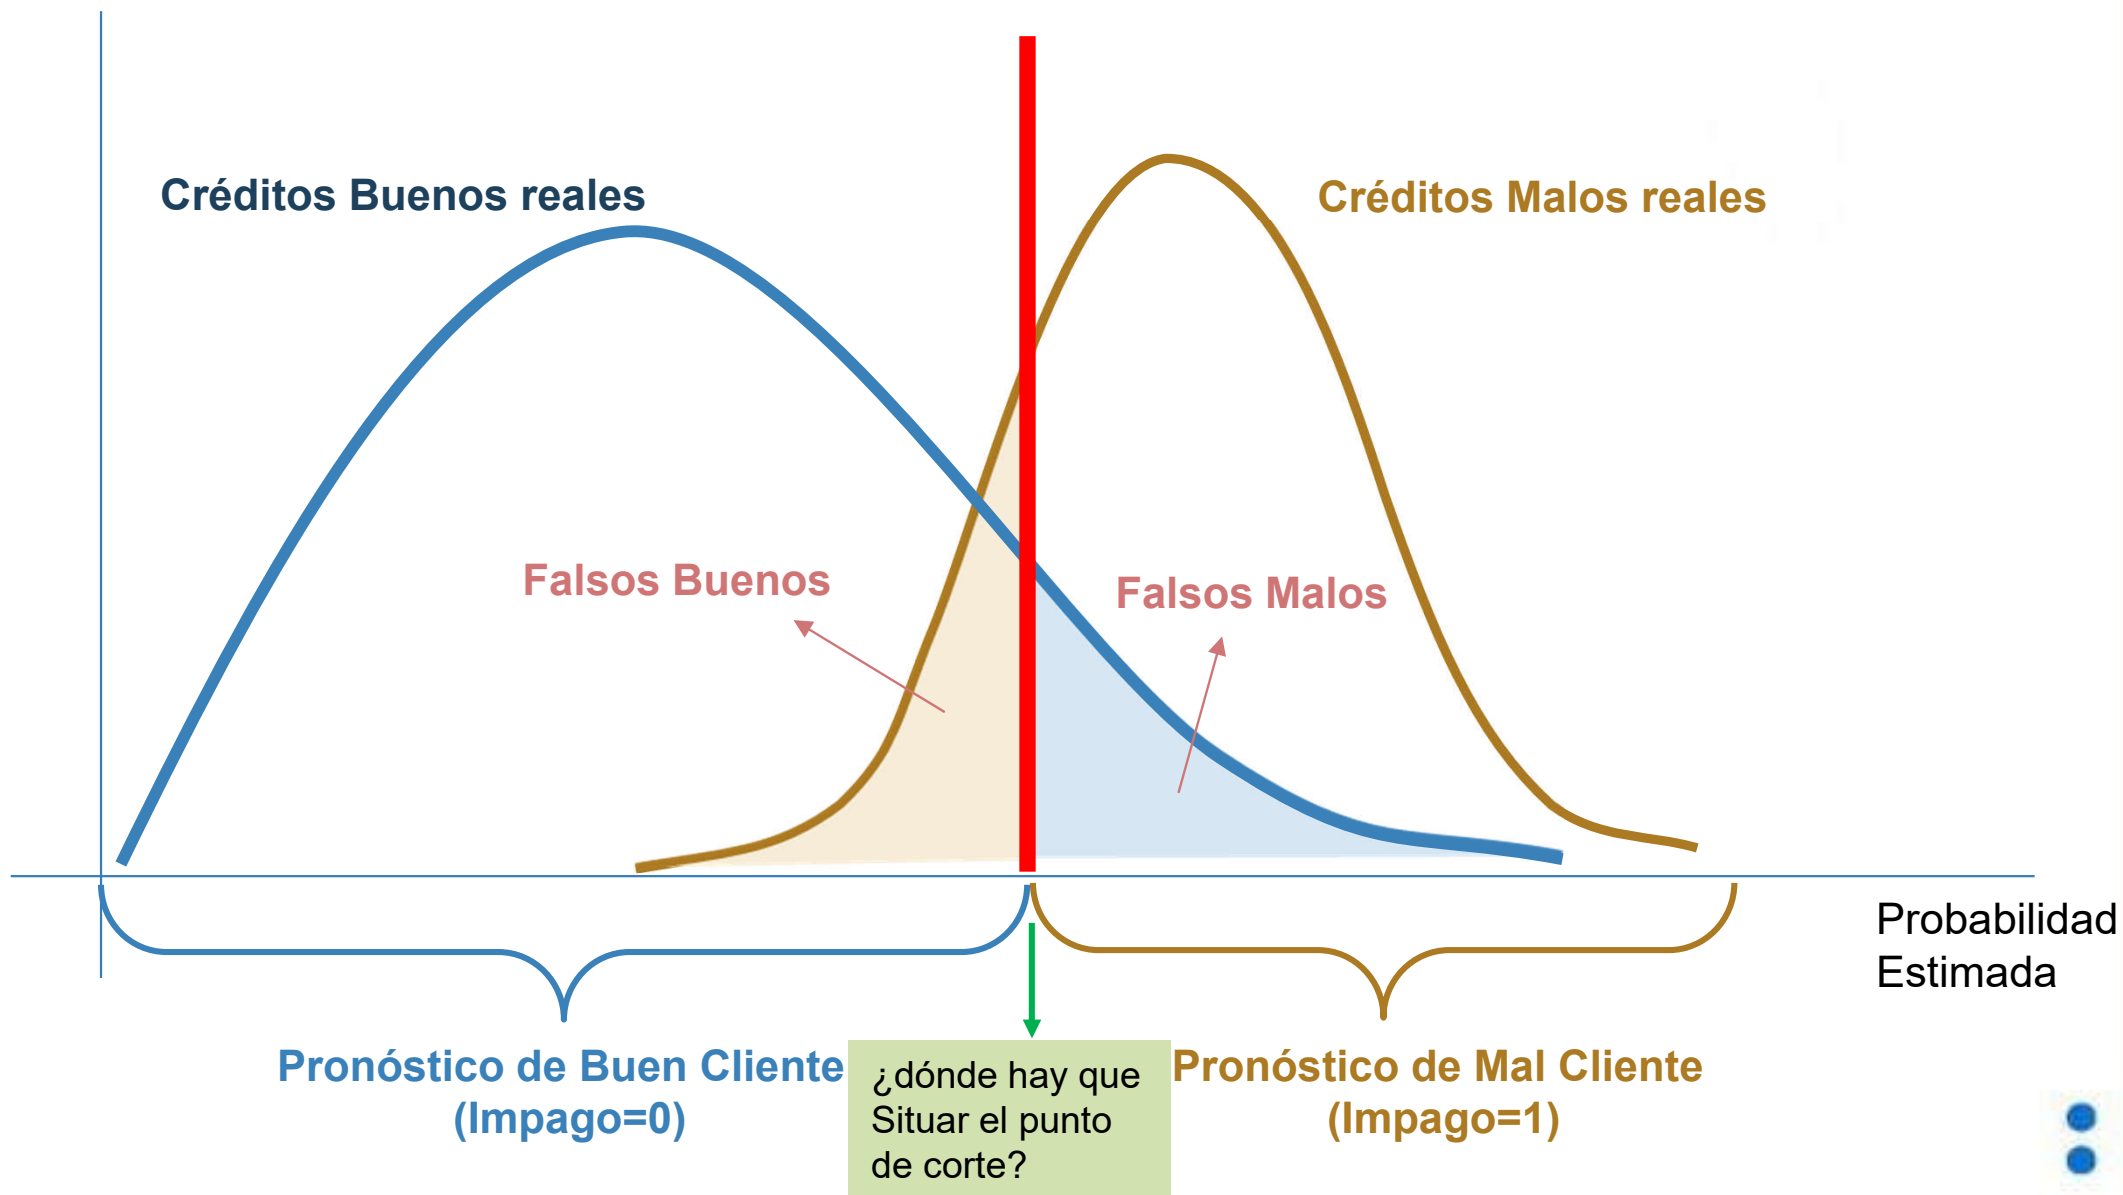 Créditos Buenos reales
Créditos Malos reales
Falsos Buenos
Falsos Malos
Probabilidad
Estimada
Pronóstico de Buen Cliente
(Impago=0)
¿dónde hay que
Situar el punto
de corte?
Pronóstico de Mal Cliente
(Impago=1)